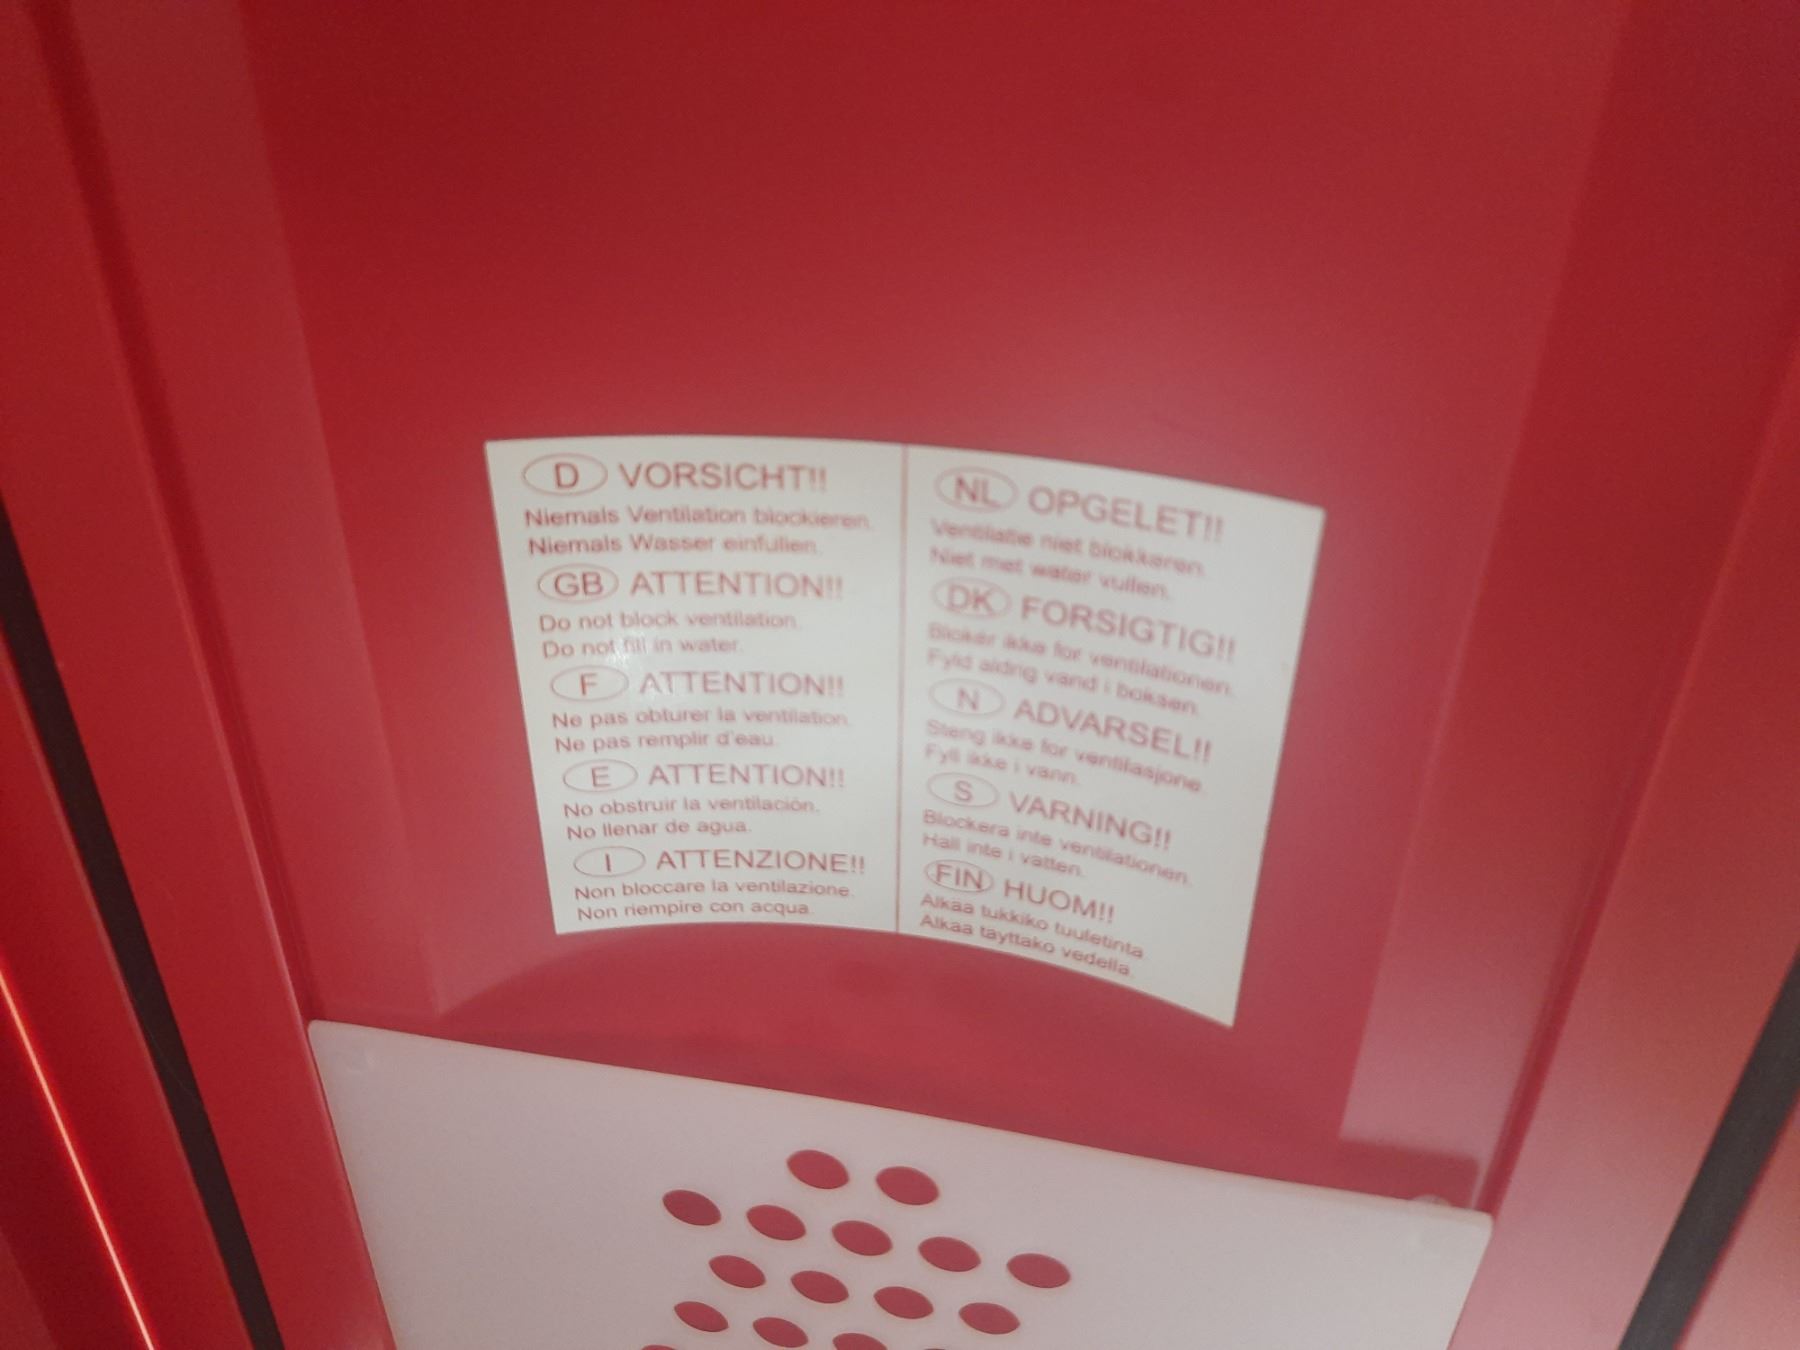 D VORSICHT!!
Niemals Ventilation blockieren.
Niemals Wasser einfullen.
GB ATTENTION!!
Do not block ventilation.
Do not fill in water.
F ATTENTION!!
Ne pas obturer la ventilation.
Ne pas remplir d'eau.
E ATTENTION!!
No obstruir la ventilación.
No llenar de agua.
I ATTENZIONE!!
Non bloccare la ventilazione.
Non riempire con acqua.
NL OPGELET!!
Ventilatie niet blokkeren.
Niet met water vullen.
DK FORSIGTIG!!
Bloker ikke for ventilationen.
Fyld aldrig vand i boksen.
N ADVARSEL!!
Steng ikke for ventilasjone.
Fyll ikke i vann.
S VARNING!!
Blockera inte ventilationen.
Hall inte i vatten.
FIN HUOM!!
Alkaa tukkiko tuuletinta.
Alkaa tayttako vedella.